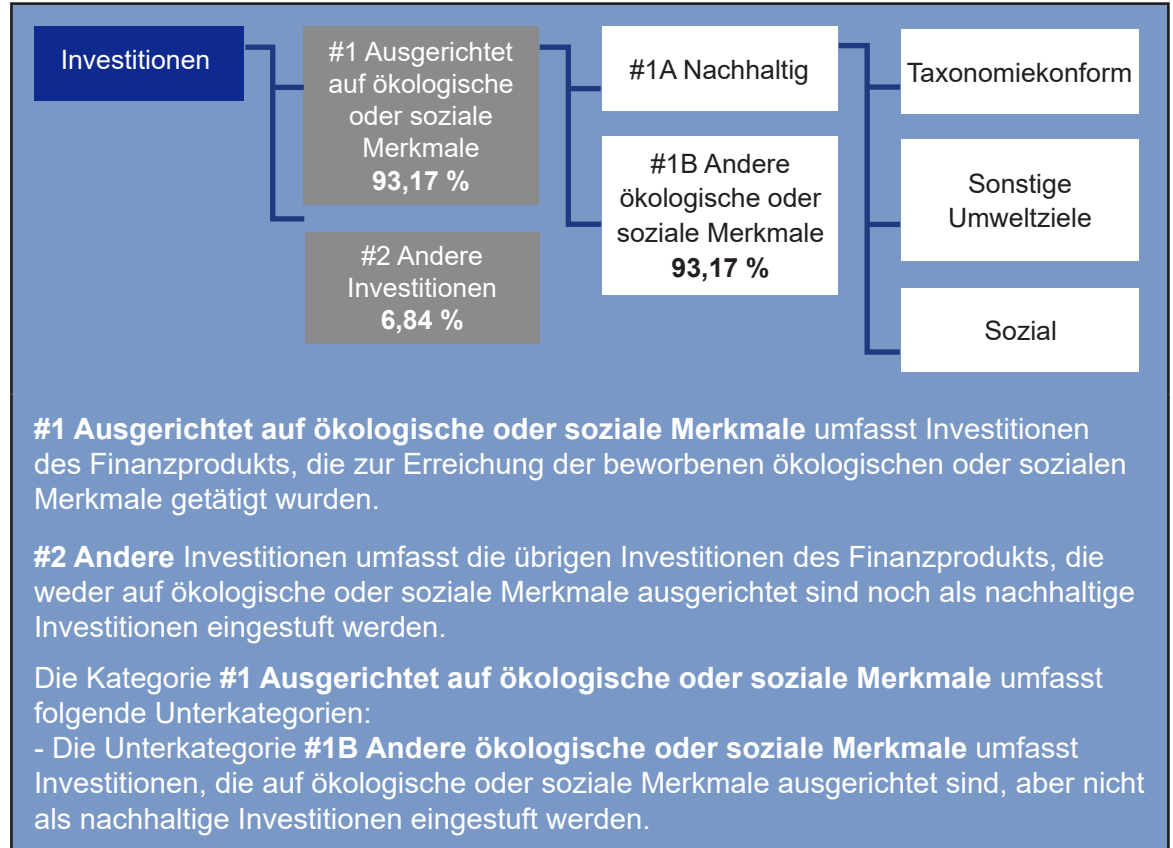 Investitionen
#1 Ausgerichtet
auf ökologische
oder soziale
Merkmale
93,17 %
#2 Andere
Investitionen
6,84 %
#1A Nachhaltig
#1B Andere
ökologische oder
soziale Merkmale
93,17 %
Taxonomiekonform
Sonstige
Umweltziele
Sozial
#1 Ausgerichtet auf ökologische oder soziale Merkmale umfasst Investitionen
des Finanzprodukts, die zur Erreichung der beworbenen ökologischen oder sozialen
Merkmale getätigt wurden.
#2 Andere Investitionen umfasst die übrigen Investitionen des Finanzprodukts, die
weder auf ökologische oder soziale Merkmale ausgerichtet sind noch als nachhaltige
Investitionen eingestuft werden.
Die Kategorie #1 Ausgerichtet auf ökologische oder soziale Merkmale umfasst
folgende Unterkategorien:
- Die Unterkategorie #1B Andere ökologische oder soziale Merkmale umfasst
Investitionen, die auf ökologische oder soziale Merkmale ausgerichtet sind, aber nicht
als nachhaltige Investitionen eingestuft werden.